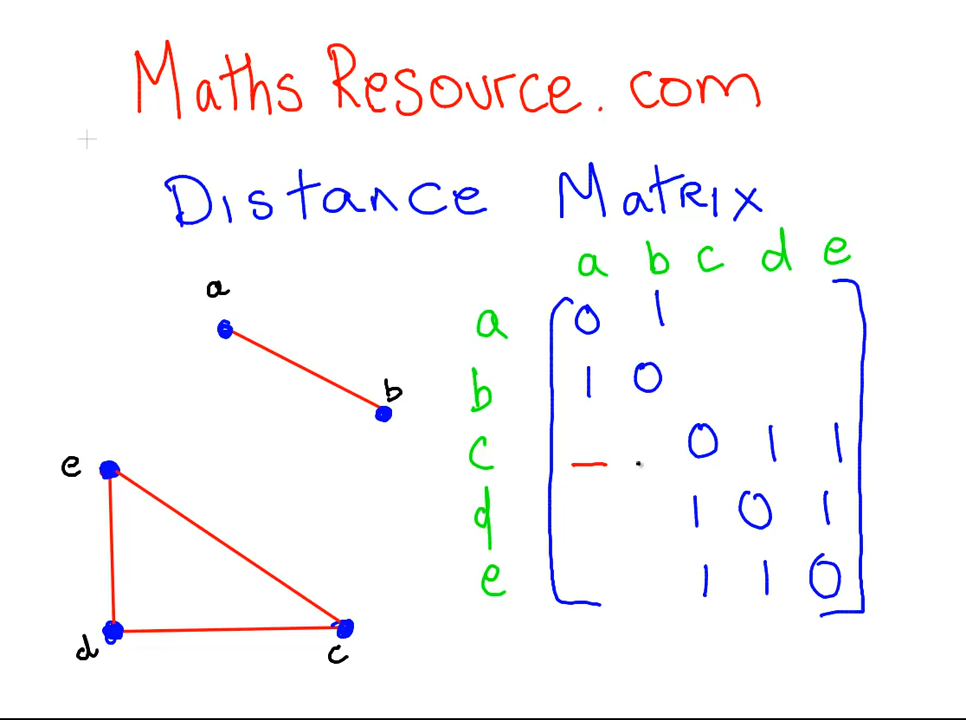 Maths Resource.com
Distance Matrix
a b c d e
a
a 0 1
b
b 1 0
e
c – 0 1 1
d 1 0 1
e 1 1 0
d
c